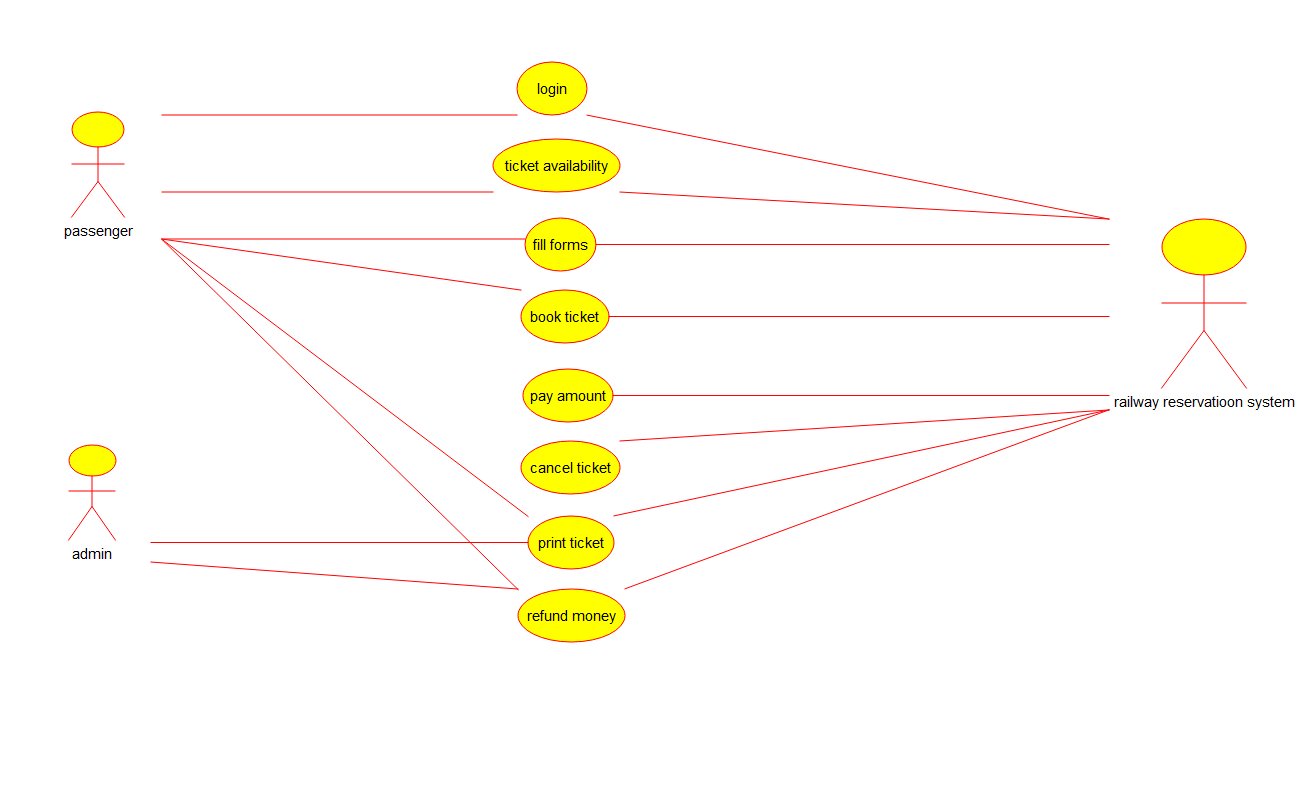 login
ticket availability
passenger
fill forms
book ticket
pay amount
railway reservatioon system
cancel ticket
print ticket
admin
refund money